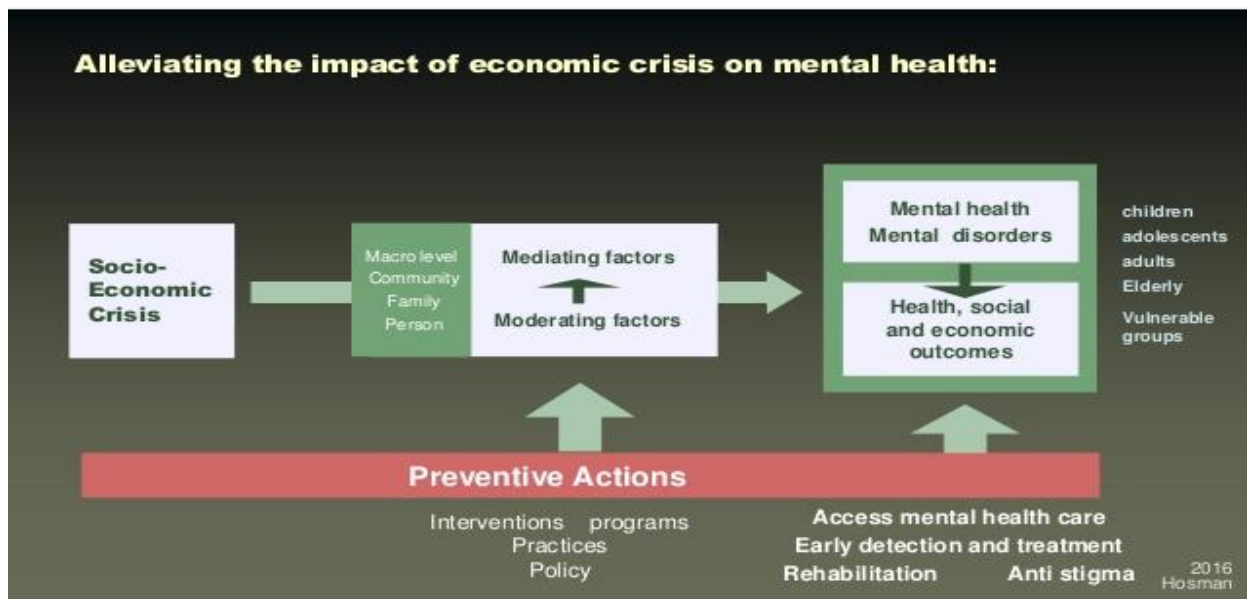 Alleviating the impact of economic crisis on mental health:
Socio-
Economic
Crisis
Macro level
Community
Family
Person
Mediating factors
Moderating factors
Mental health
Mental disorders
Health, social
and economic
outcomes
children
adolescents
adults
Elderly
Vulnerable
groups
Preventive Actions
Interventions programs
Practices
Policy
Access mental health care
Early detection and treatment
Rehabilitation Anti stigma
2016
Hosman